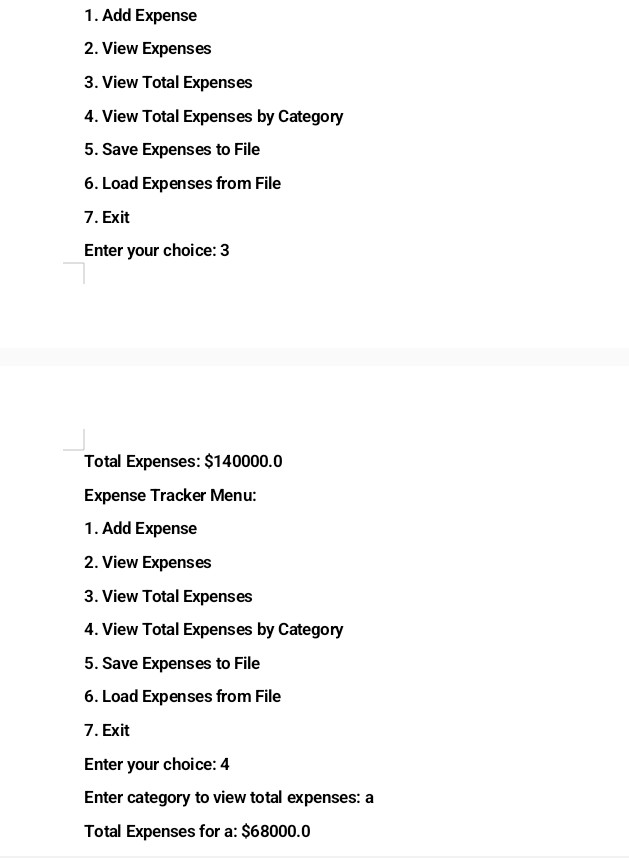 1. Add Expense
2. View Expenses
3. View Total Expenses
4. View Total Expenses by Category
5. Save Expenses to File
6. Load Expenses from File
7. Exit
Enter your choice: 3
Total Expenses: $140000.0
Expense Tracker Menu:
1. Add Expense
2. View Expenses
3. View Total Expenses
4. View Total Expenses by Category
5. Save Expenses to File
6. Load Expenses from File
7. Exit
Enter your choice: 4
Enter category to view total expenses: a
Total Expenses for a: $68000.0